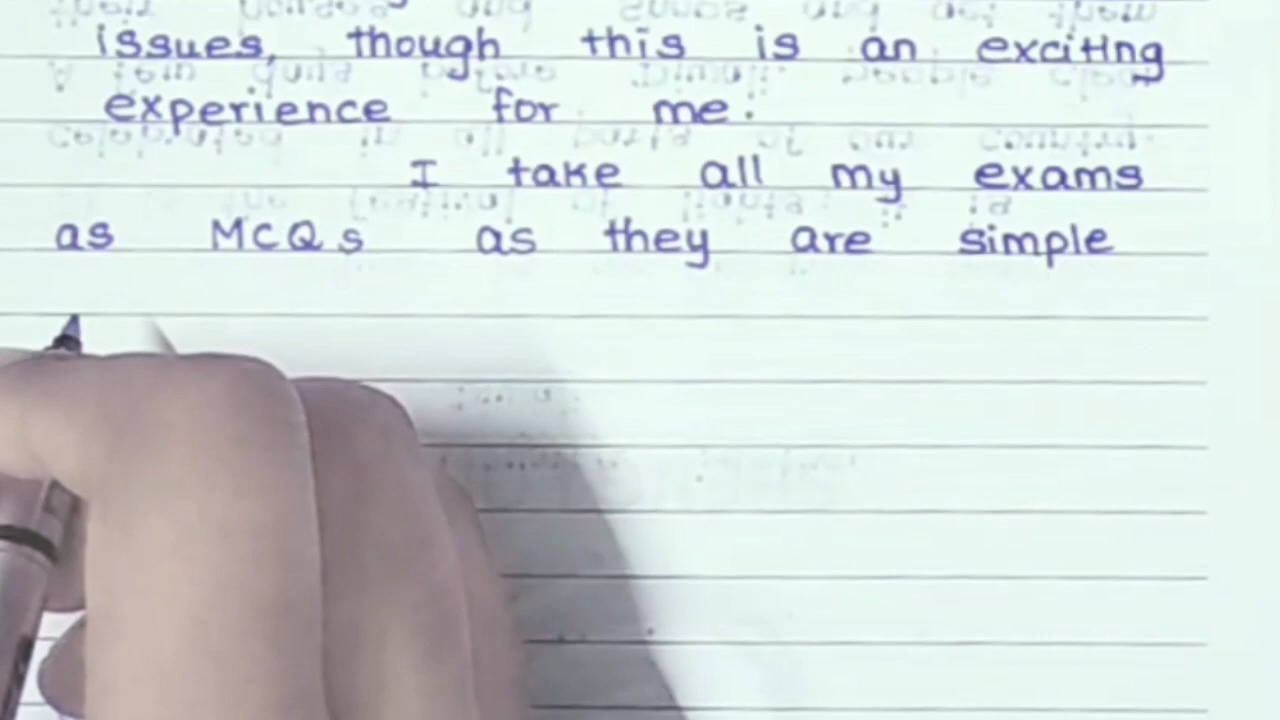 issues, though this is an exciting
experience for me.
I take all my exams
as MCQs as they are simple